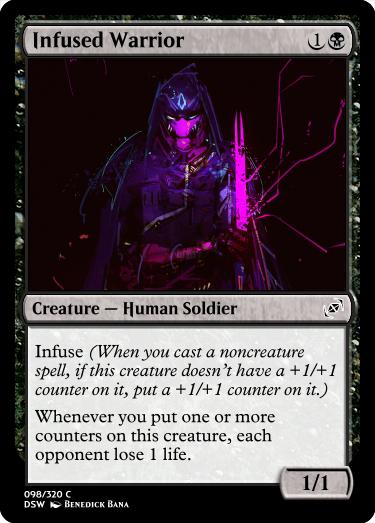 Infused Warrior 1
Creature — Human Soldier
Infuse (When you cast a noncreature
spell, if this creature doesn't have a +1/+1
counter on it, put a +1/+1 counter on it.)
Whenever you put one or more
counters on this creature, each
opponent lose 1 life.
1/1
098/320 C
DSW Benedick Bana